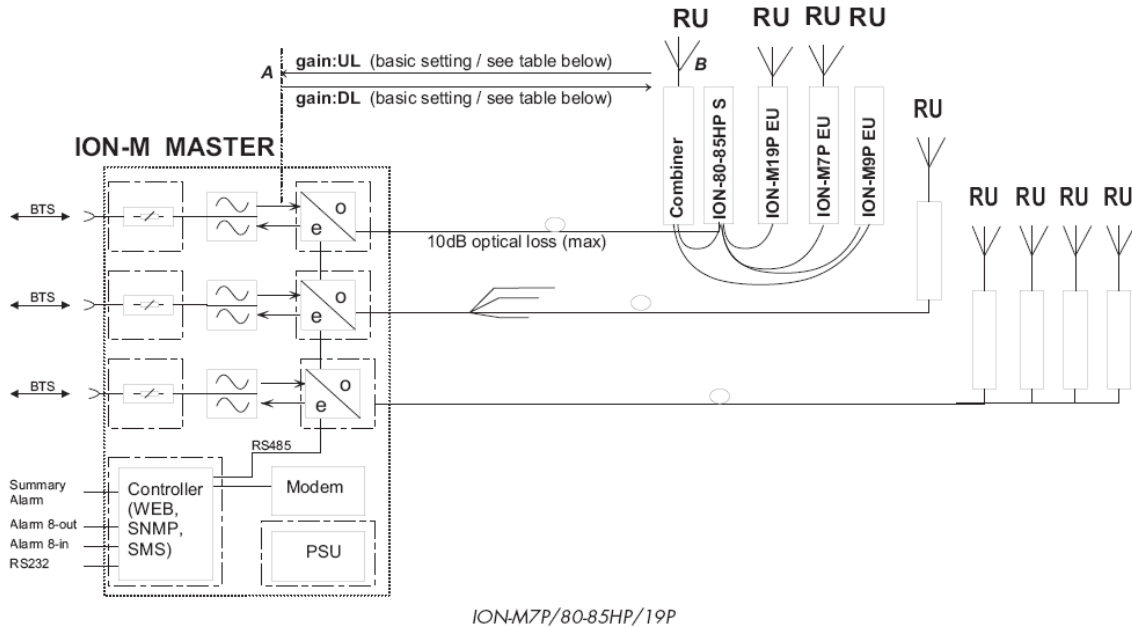 RU
RU RU RU
A
gain:UL (basic setting / see table below)
B
gain:DL (basic setting / see table below)
RU
ION-M MASTER
Combiner
ION-80-85HP S
ION-M19P EU
ION-M7P EU
ION-M9P EU
RU RU RU RU
BTS
o
e
10dB optical loss (max)
BTS
o
e
BTS
o
e
RS485
Summary
Alarm
Controller
(WEB,
SNMP,
SMS)
Modem
Alarm 8-out
Alarm 8-in
RS232
PSU
ION-M7P/80-85HP/19P